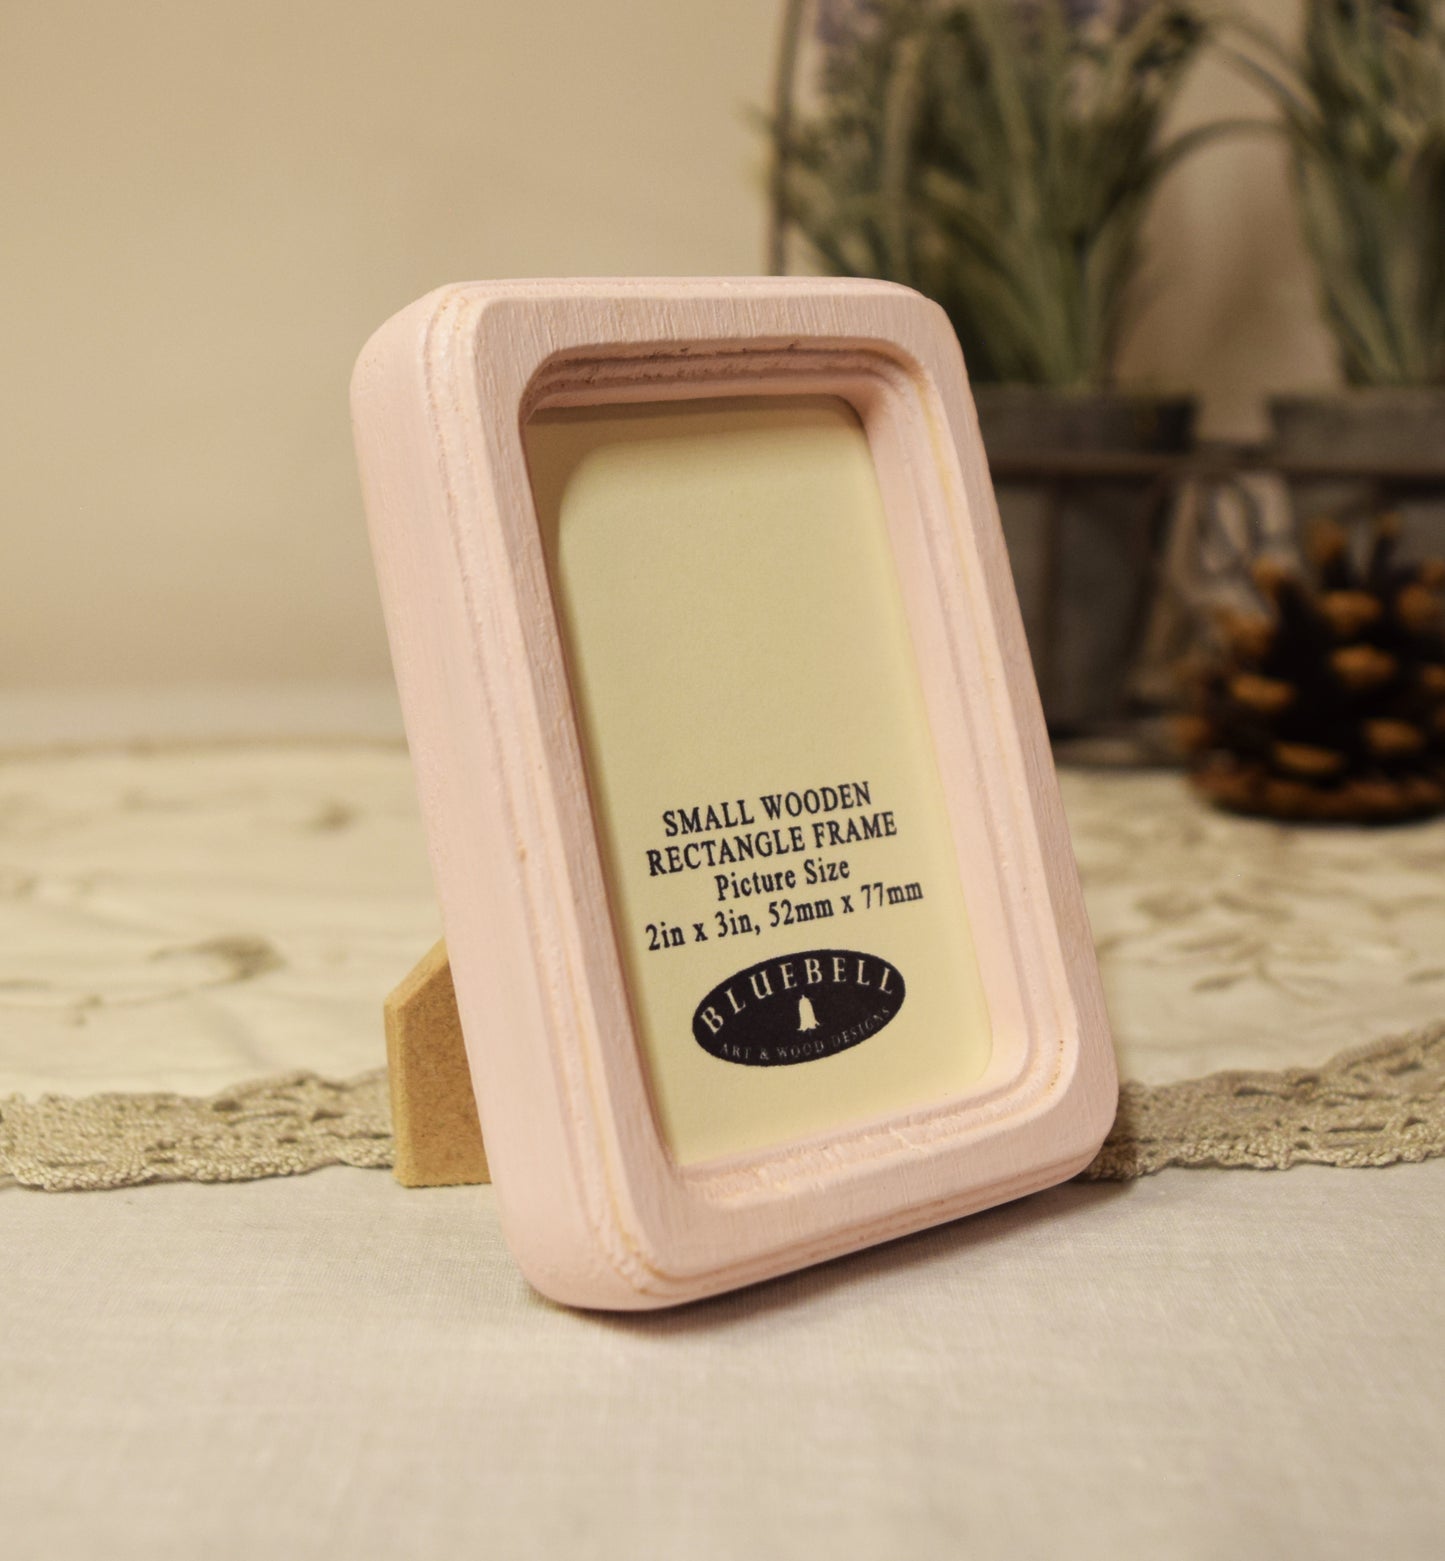 SMALL WOODEN
RECTANGLE FRAME
Picture Size
2in x 3in, 52mm x 77mm
BLUEBELL
ART & WOOD DESIGNS